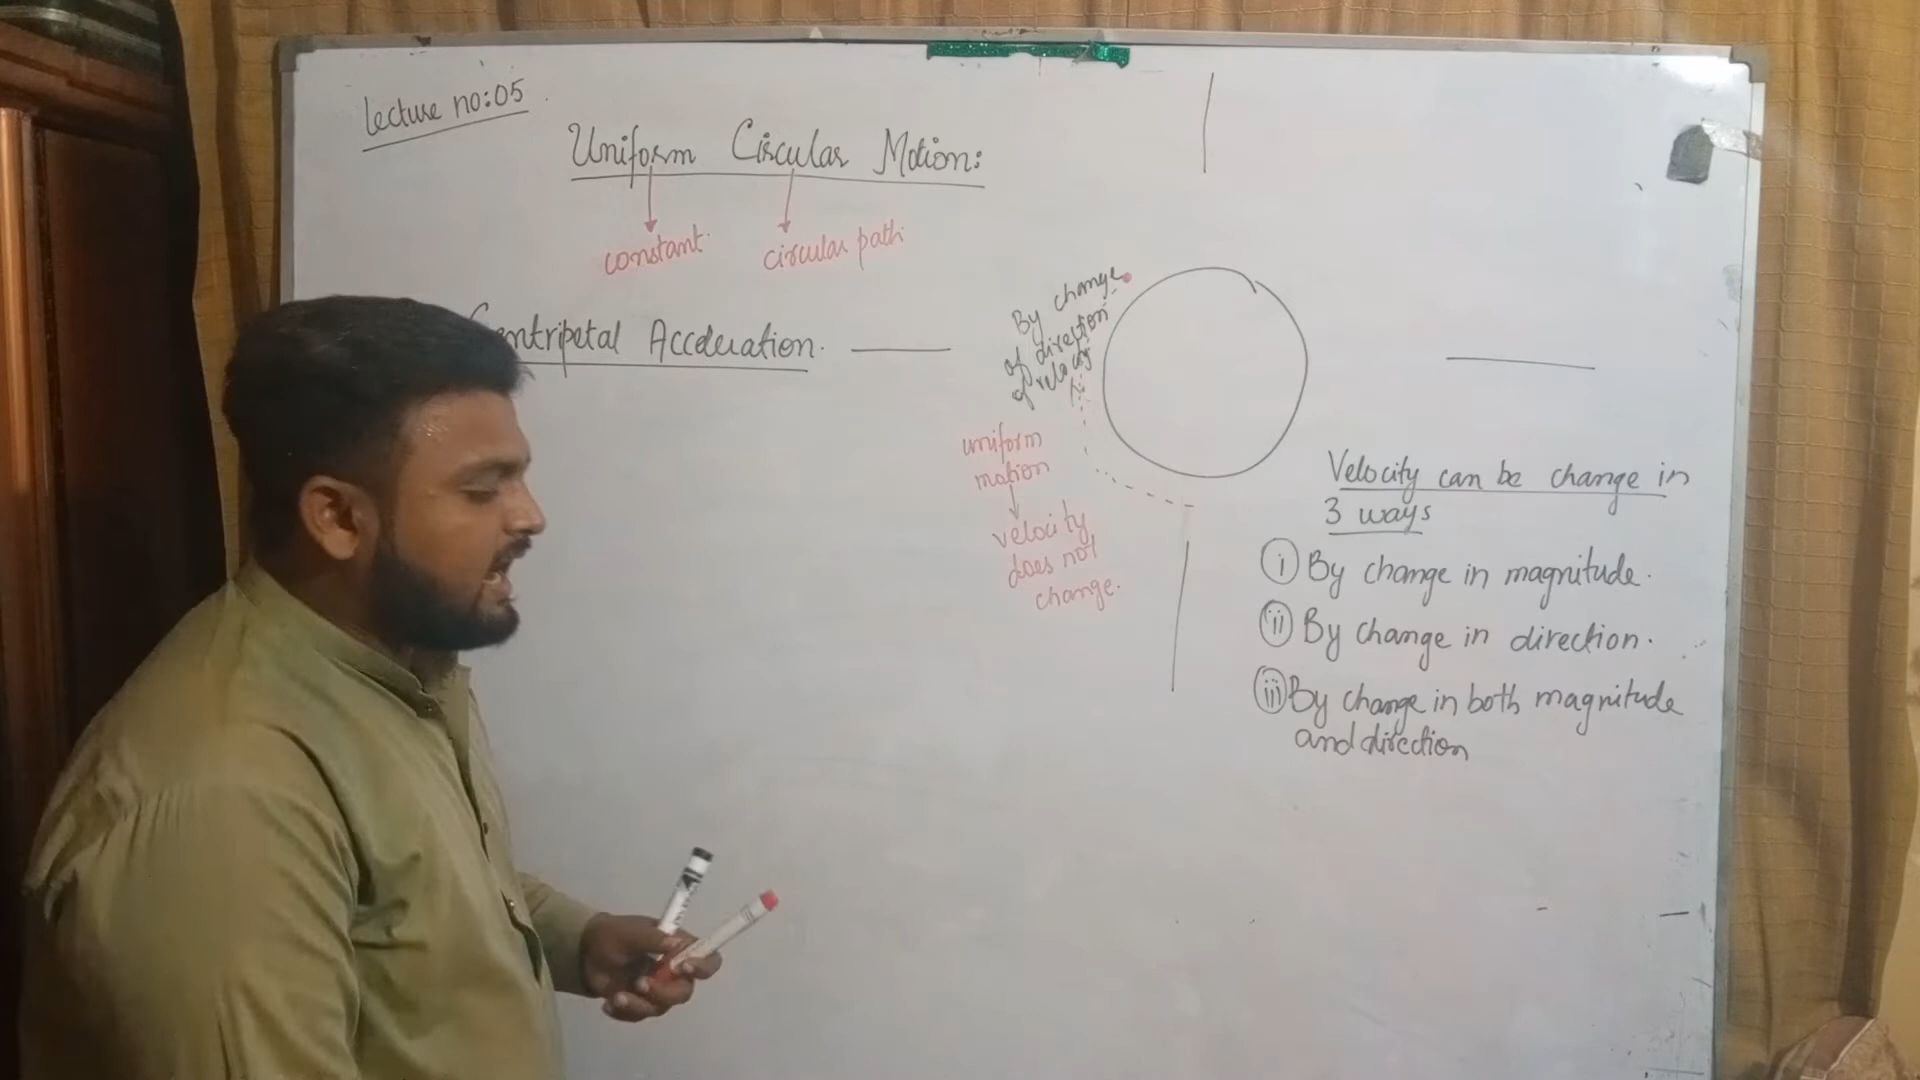 Lecture no:05
Uniform Circular Motion:
constant
circular path
Centripetal Acceleration.
By change
of direction
of velocity
uniform
motion
velocity
does not
change.
Velocity can be change in
3 ways
(i) By change in magnitude.
(ii) By change in direction.
(iii) By change in both magnitude
and direction